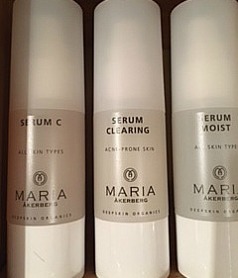 SERUM C
ALL SKIN TYPES
MARIA
ÅKERBERG
DEEPSKIN ORGANICS
SERUM
CLEARING
ACNE-PRONE SKIN
MARIA
ÅKERBERG
DEEPSKIN ORGANICS
SERUM
MOIST
ALL SKIN TYPES
MARIA
ÅKERBERG
DEEPSKIN ORGANICS